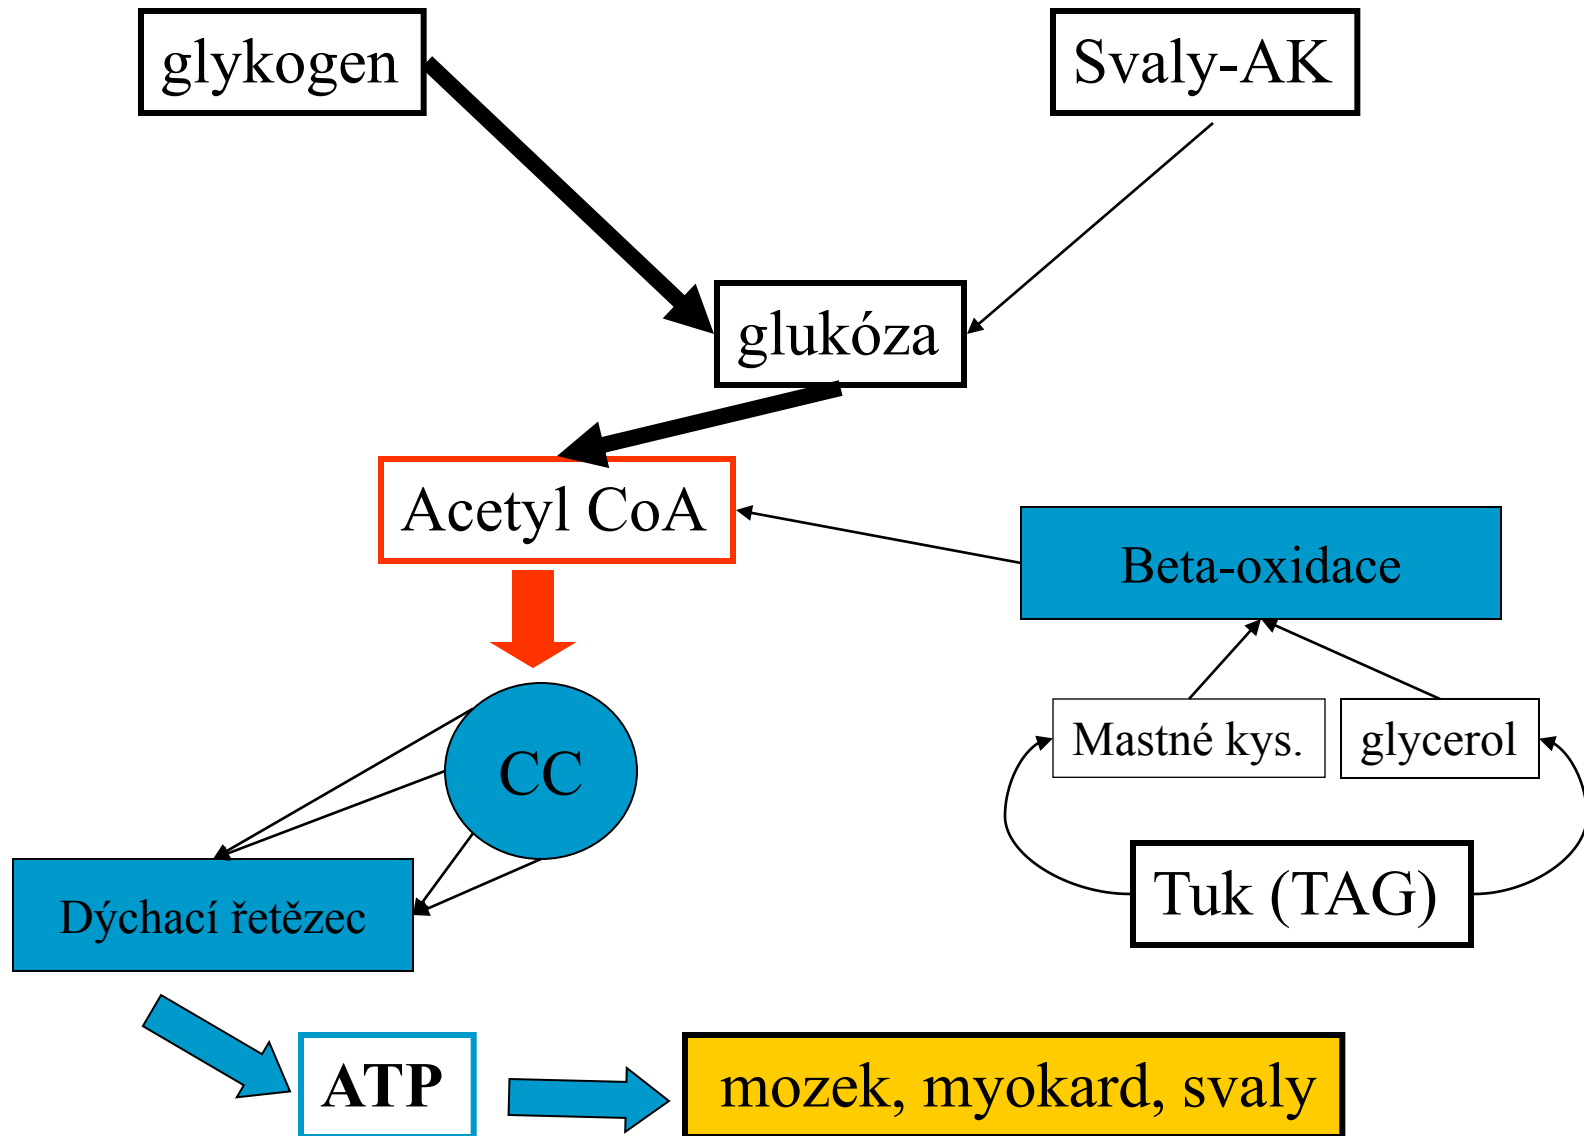 glykogen
Svaly-AK
glukóza
Acetyl CoA
Beta-oxidace
CC
Mastné kys.
glycerol
Tuk (TAG)
Dýchací řetězec
ATP
mozek, myokard, svaly